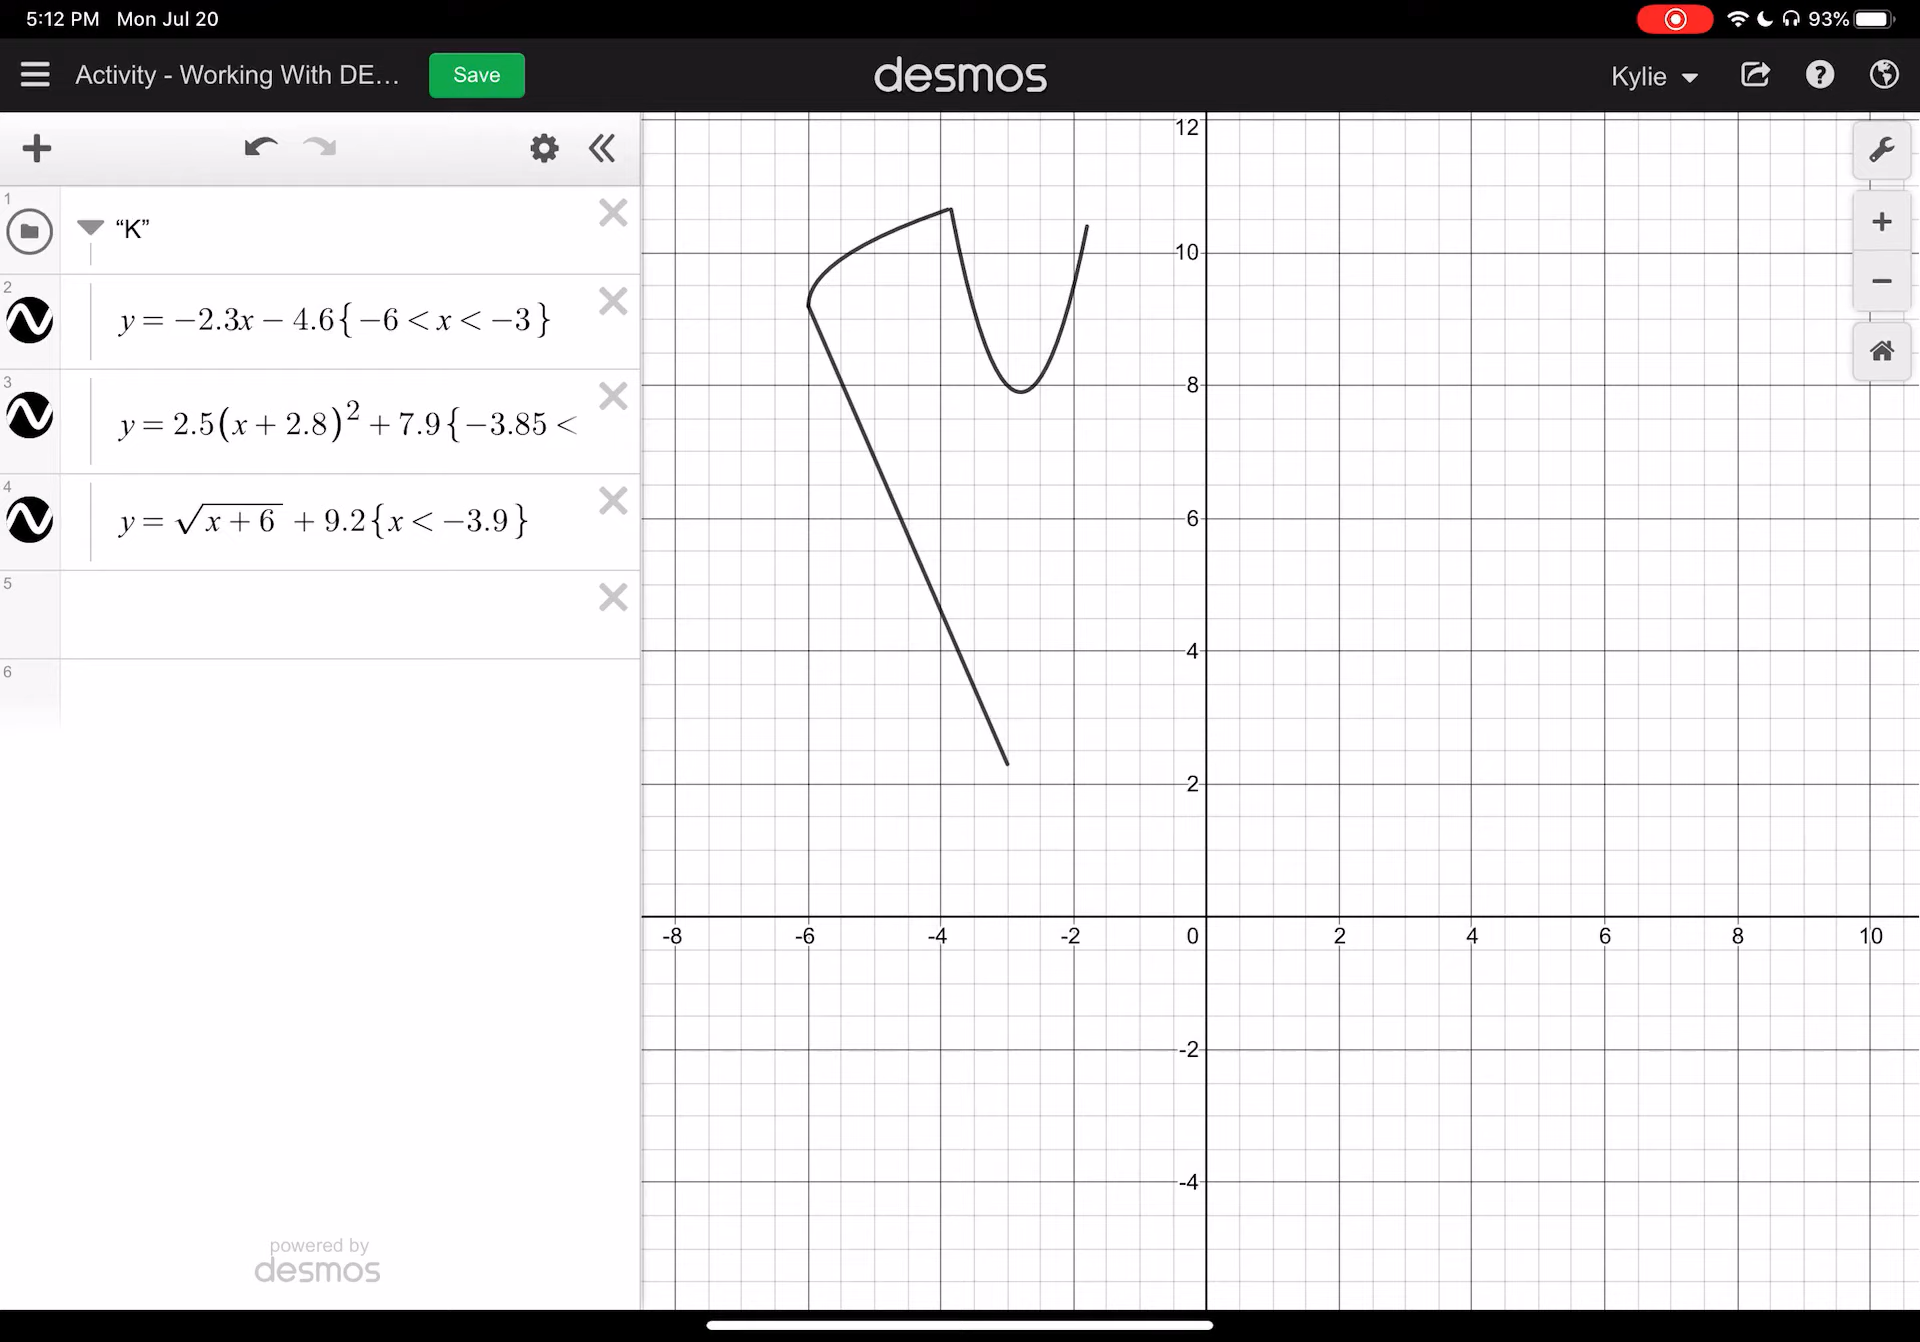 5:12 PM Mon Jul 20
93%
Activity - Working With DE...
Save
desmos
Kylie
1
“K”
2
y = −2.3x − 4.6{−6 < x < −3}
3
y = 2.5(x + 2.8)² + 7.9{−3.85 <
4
y = √(x + 6) + 9.2{x < −3.9}
5
6
powered by
desmos
12
10
8
6
4
2
-8 -6 -4 -2 0 2 4 6 8 10
-2
-4